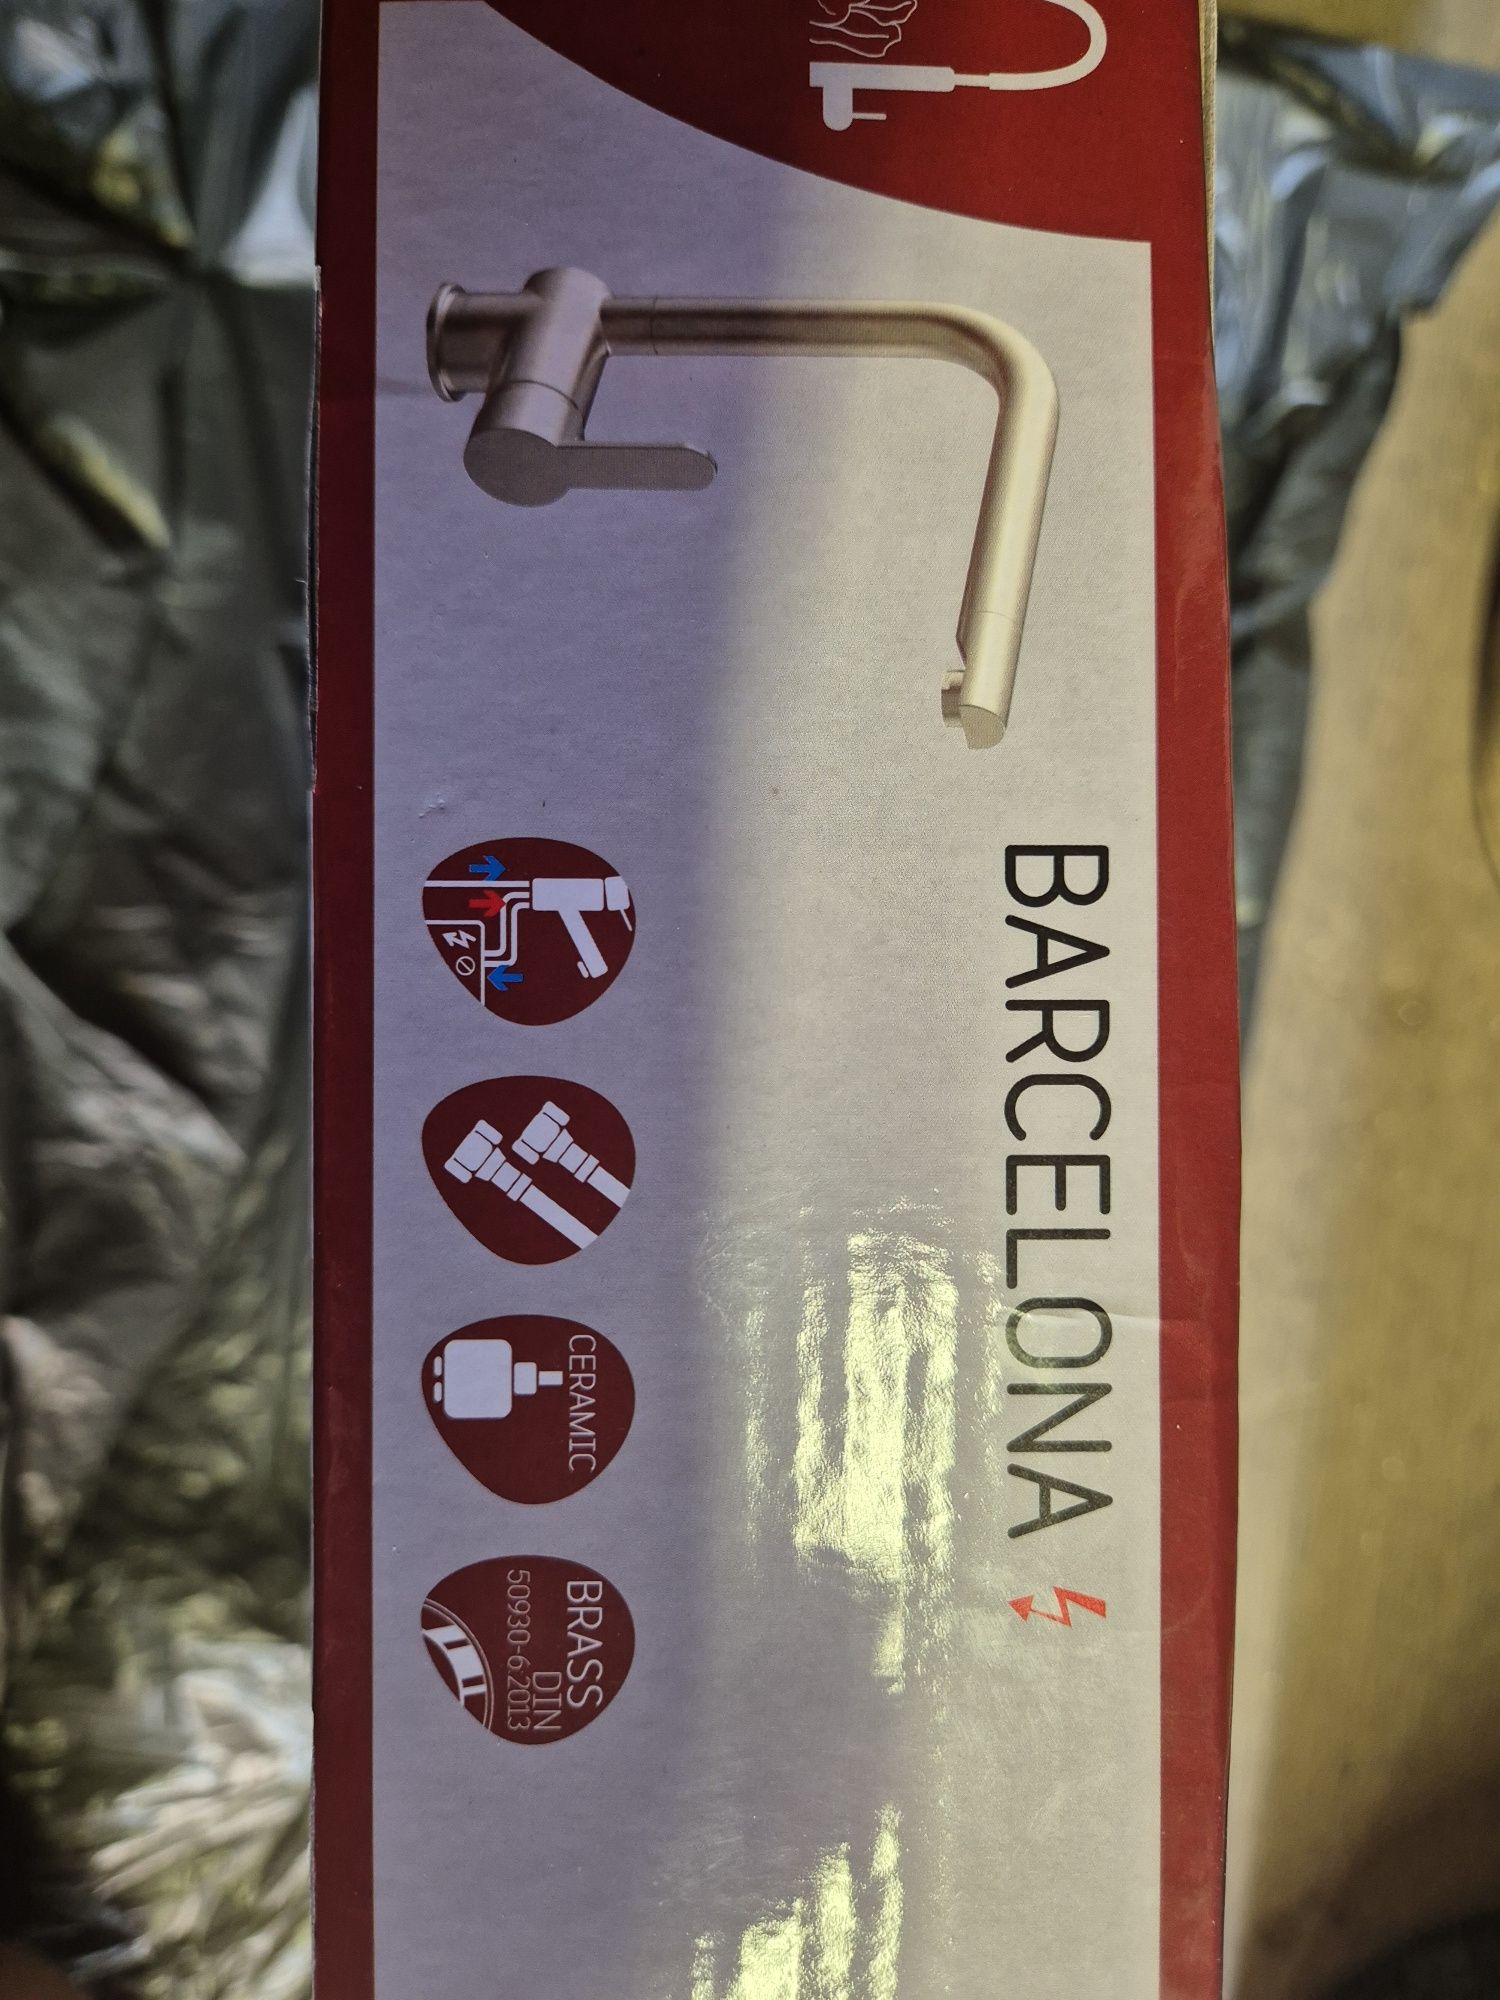 BARCELONA
CERAMIC
BRASS
DIN
50930-6:2013